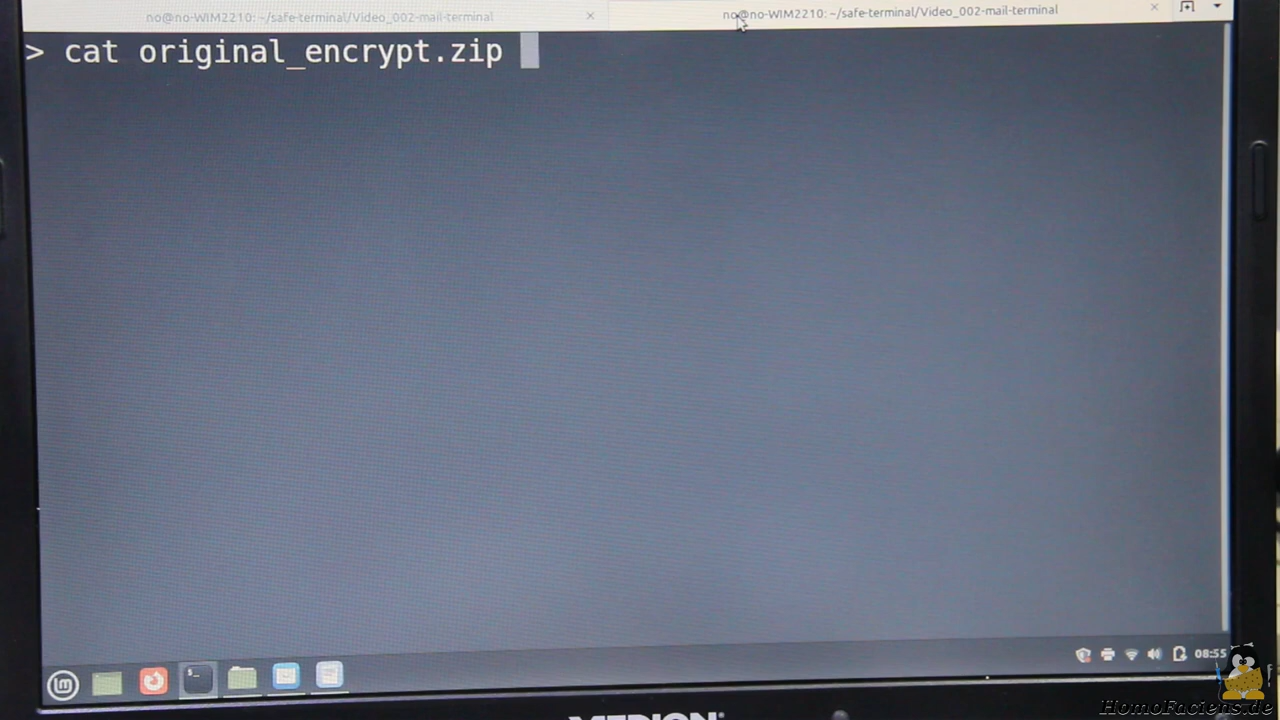 no@no-WIM2210: ~/safe-terminal/Video_002-mail-terminal
no@no-WIM2210: ~/safe-terminal/Video_002-mail-terminal
> cat original_encrypt.zip
08:55
MEDION
HomoFaciens.de